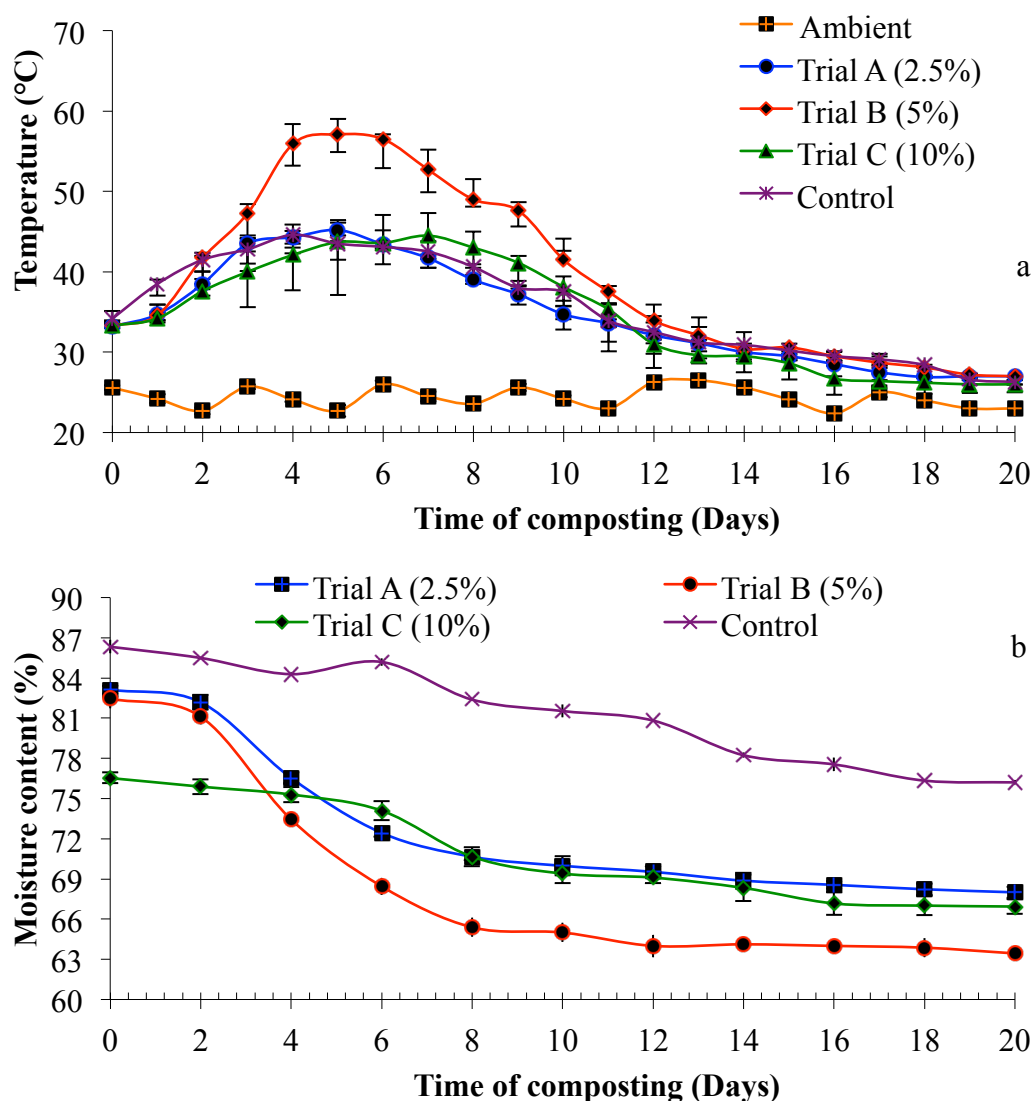 70
60
50
40
30
20
Temperature (°C)
Ambient
Trial A (2.5%)
Trial B (5%)
Trial C (10%)
Control
a
0 2 4 6 8 10 12 14 16 18 20
Time of composting (Days)
Trial A (2.5%) Trial B (5%)
Trial C (10%) Control
b
90
87
84
81
78
75
72
69
66
63
60
Moisture content (%)
0 2 4 6 8 10 12 14 16 18 20
Time of composting (Days)